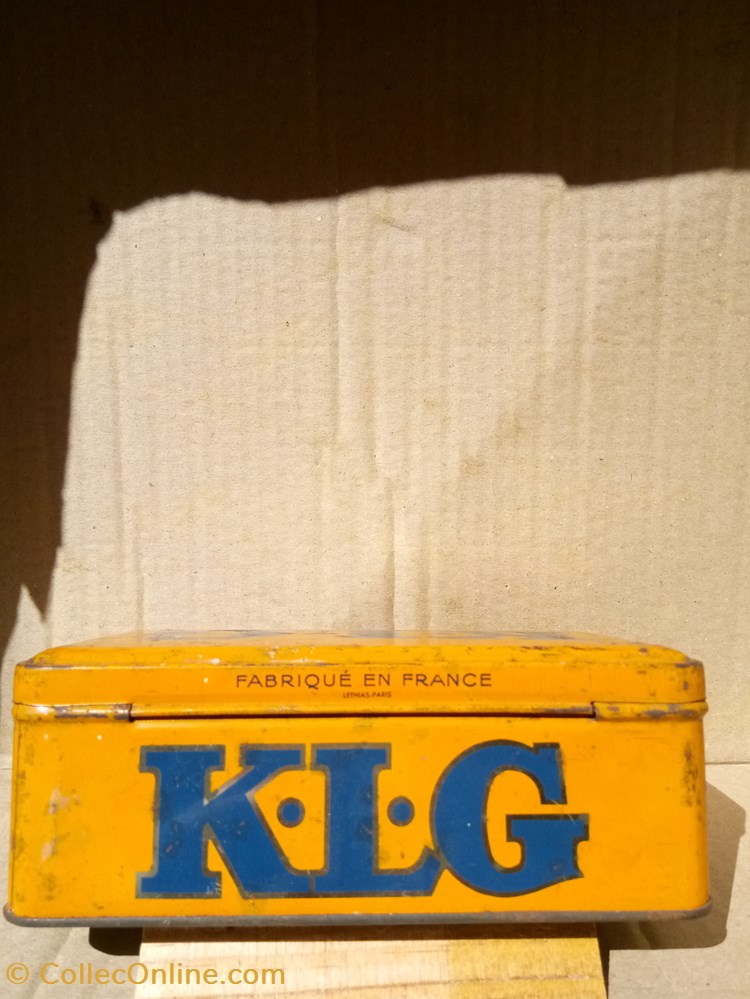 FABRIQUÉ EN FRANCE
LETHIAS-PARIS
K·L·G
© CollecOnline.com